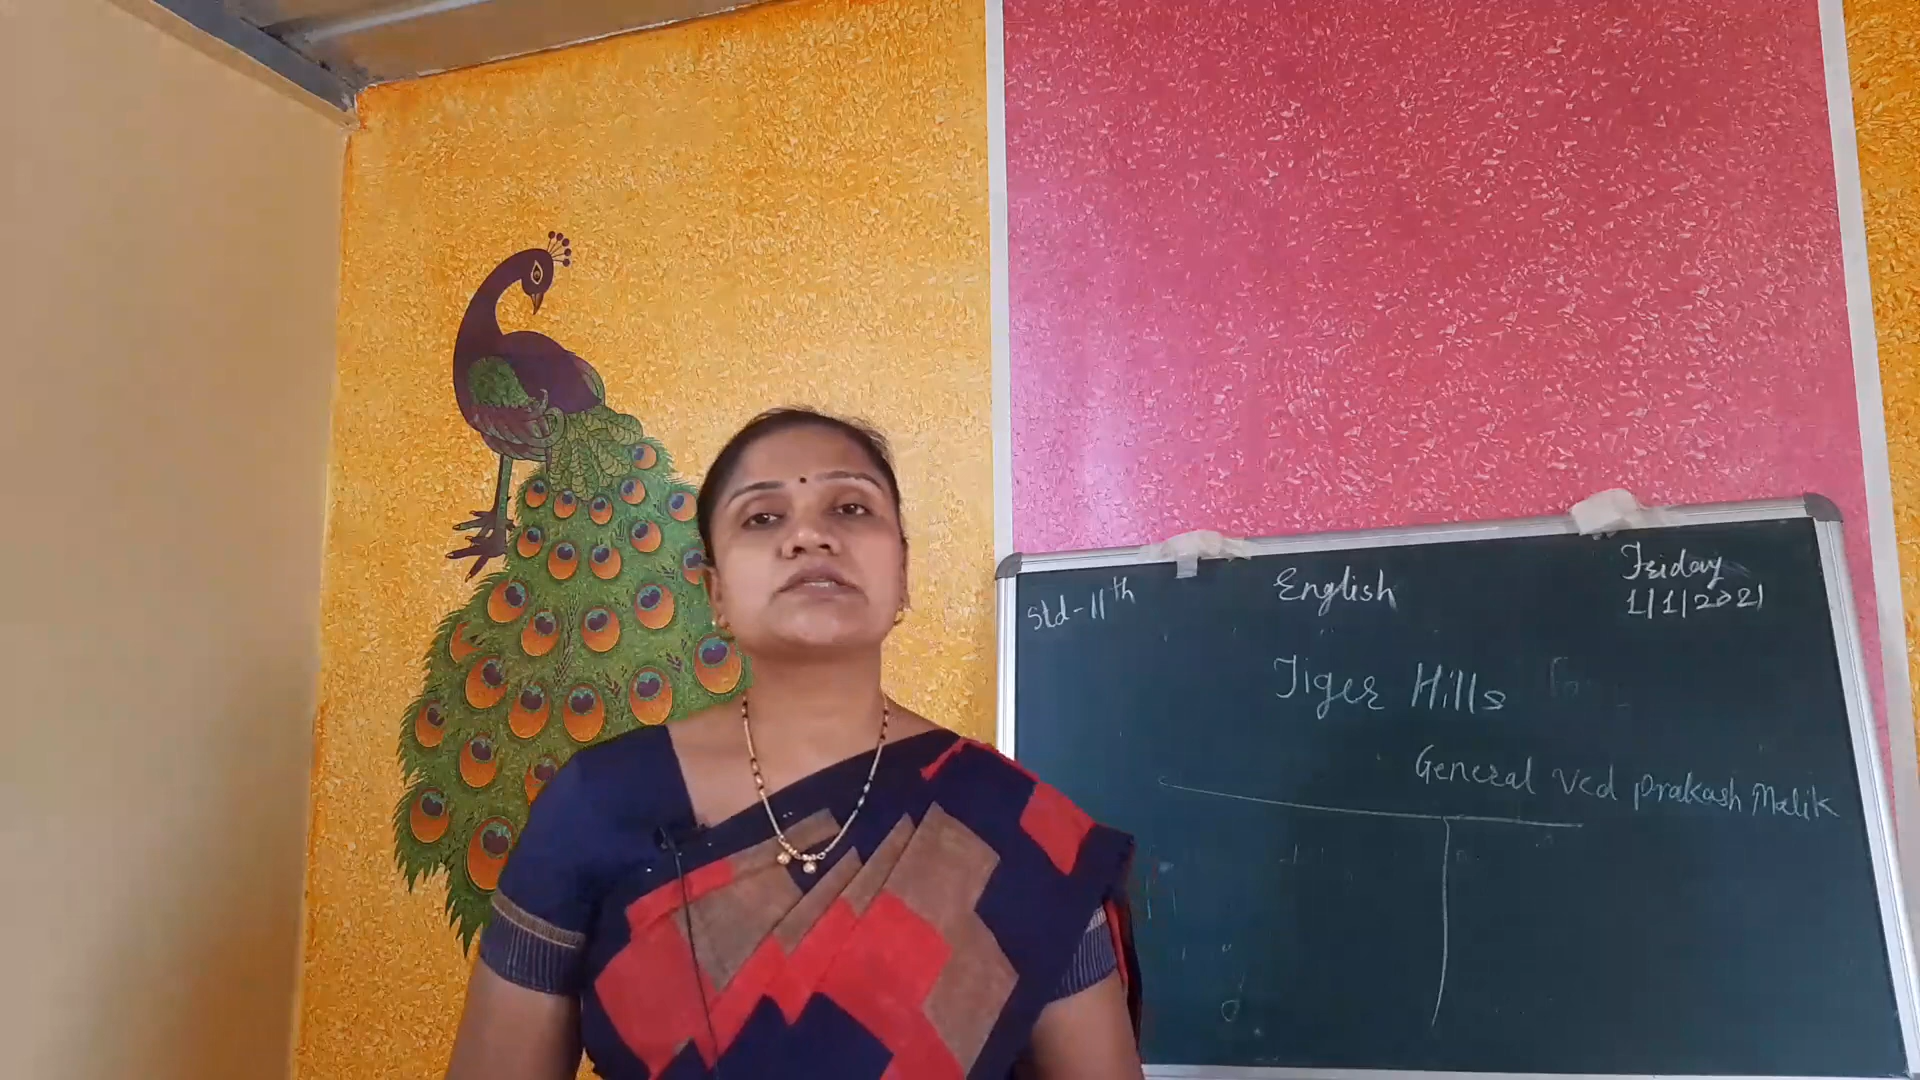 Std-11th English Friday
1/1/2021
Tiger Hills
General Ved Prakash Malik